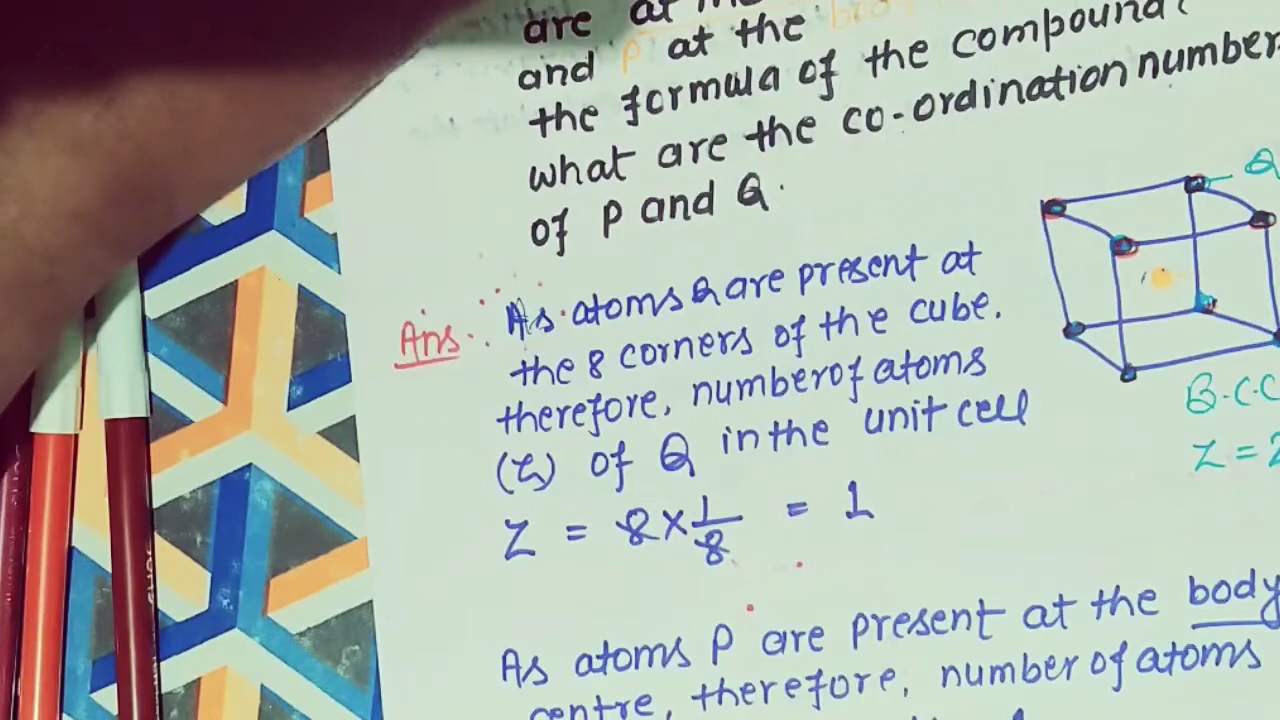 are at
and P at the body
the formula of the compound?
what are the co-ordination number
of P and Q.
Q
Ans. As atoms Q are present at
the 8 corners of the cube.
therefore, number of atoms
(Z) of Q in the unit cell
Z = 8 × 1/8 = 1
B.C.C
Z = 2
As atoms P are present at the body
centre, therefore, number of atoms